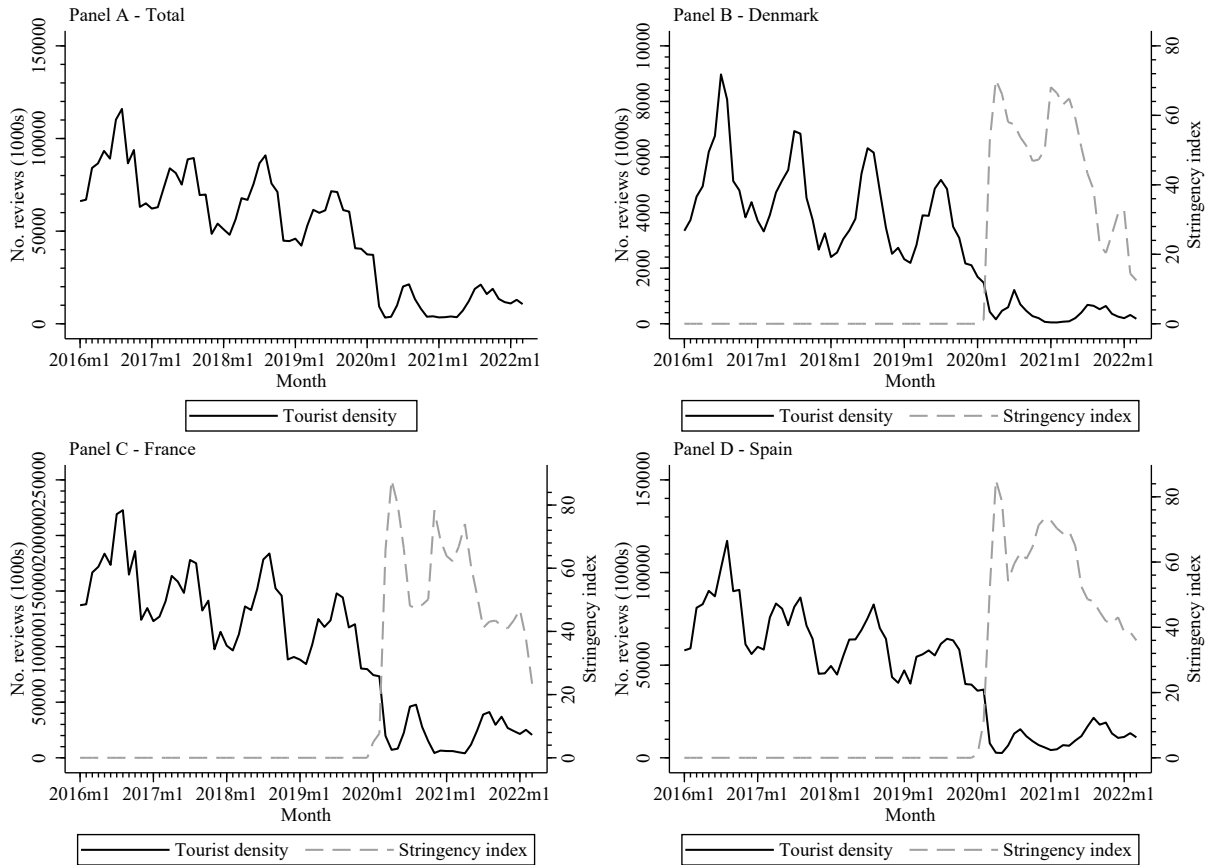 Panel A - Total
No. reviews (1000s)
0 50000 100000 150000
2016m1 2017m1 2018m1 2019m1 2020m1 2021m1 2022m1
Month
Tourist density
Panel B - Denmark
No. reviews (1000s)
0 2000 4000 6000 8000 10000
Stringency index
0 20 40 60 80
2016m1 2017m1 2018m1 2019m1 2020m1 2021m1 2022m1
Month
Tourist density Stringency index
Panel C - France
No. reviews (1000s)
0 50000 100000 150000 200000 250000
Stringency index
0 20 40 60 80
2016m1 2017m1 2018m1 2019m1 2020m1 2021m1 2022m1
Month
Tourist density Stringency index
Panel D - Spain
No. reviews (1000s)
0 50000 100000 150000
Stringency index
0 20 40 60 80
2016m1 2017m1 2018m1 2019m1 2020m1 2021m1 2022m1
Month
Tourist density Stringency index